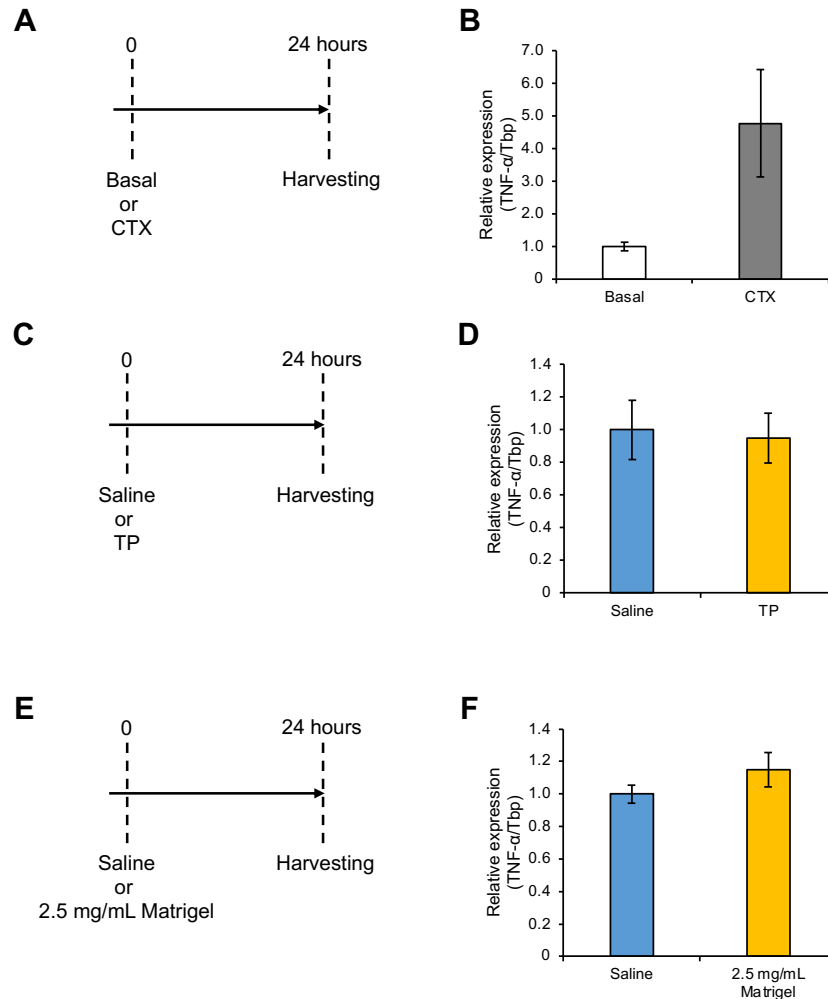 A
0
24 hours
Basal
or
CTX
Harvesting
B
Relative expression
(TNF-α/Tbp)
7.0
6.0
5.0
4.0
3.0
2.0
1.0
0
Basal
CTX
C
0
24 hours
Saline
or
TP
Harvesting
D
Relative expression
(TNF-α/Tbp)
1.4
1.2
1.0
0.8
0.6
0.4
0.2
0
Saline
TP
E
0
24 hours
Saline
or
2.5 mg/mL Matrigel
Harvesting
F
Relative expression
(TNF-α/Tbp)
1.4
1.2
1.0
0.8
0.6
0.4
0.2
0
Saline
2.5 mg/mL
Matrigel